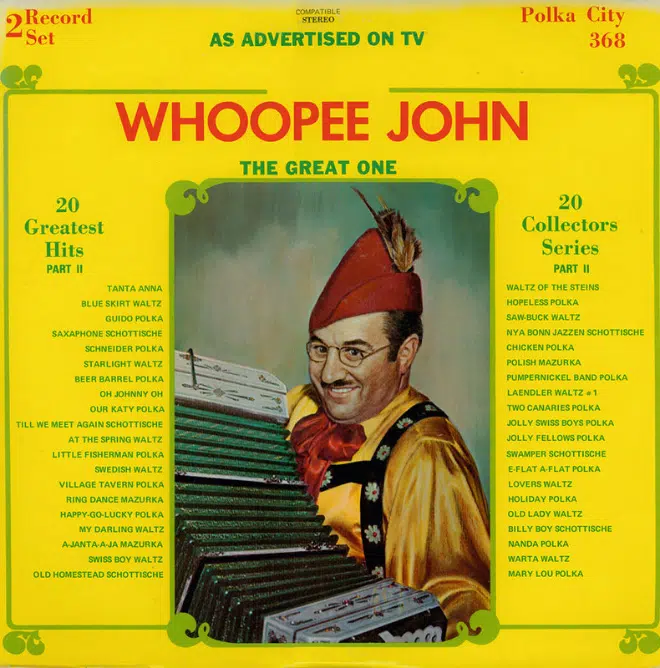 2 Record
Set
COMPATIBLE
STEREO
AS ADVERTISED ON TV
Polka City
368
WHOOPEE JOHN
THE GREAT ONE
20
Greatest
Hits
PART II
TANTA ANNA
BLUE SKIRT WALTZ
GUIDO POLKA
SAXAPHONE SCHOTTISCHE
SCHNEIDER POLKA
STARLIGHT WALTZ
BEER BARREL POLKA
OH JOHNNY OH
OUR KATY POLKA
TILL WE MEET AGAIN SCHOTTISCHE
AT THE SPRING WALTZ
LITTLE FISHERMAN POLKA
SWEDISH WALTZ
VILLAGE TAVERN POLKA
RING DANCE MAZURKA
HAPPY-GO-LUCKY POLKA
MY DARLING WALTZ
A-JANTA-A-JA MAZURKA
SWISS BOY WALTZ
OLD HOMESTEAD SCHOTTISCHE
20
Collectors
Series
PART II
WALTZ OF THE STEINS
HOPELESS POLKA
SAW-BUCK WALTZ
NYA BONN JAZZEN SCHOTTISCHE
CHICKEN POLKA
POLISH MAZURKA
PUMPERNICKEL BAND POLKA
LAENDLER WALTZ #1
TWO CANARIES POLKA
JOLLY SWISS BOYS POLKA
JOLLY FELLOWS POLKA
SWAMPER SCHOTTISCHE
E-FLAT A-FLAT POLKA
LOVERS WALTZ
HOLIDAY POLKA
OLD LADY WALTZ
BILLY BOY SCHOTTISCHE
NANDA POLKA
WARTA WALTZ
MARY LOU POLKA